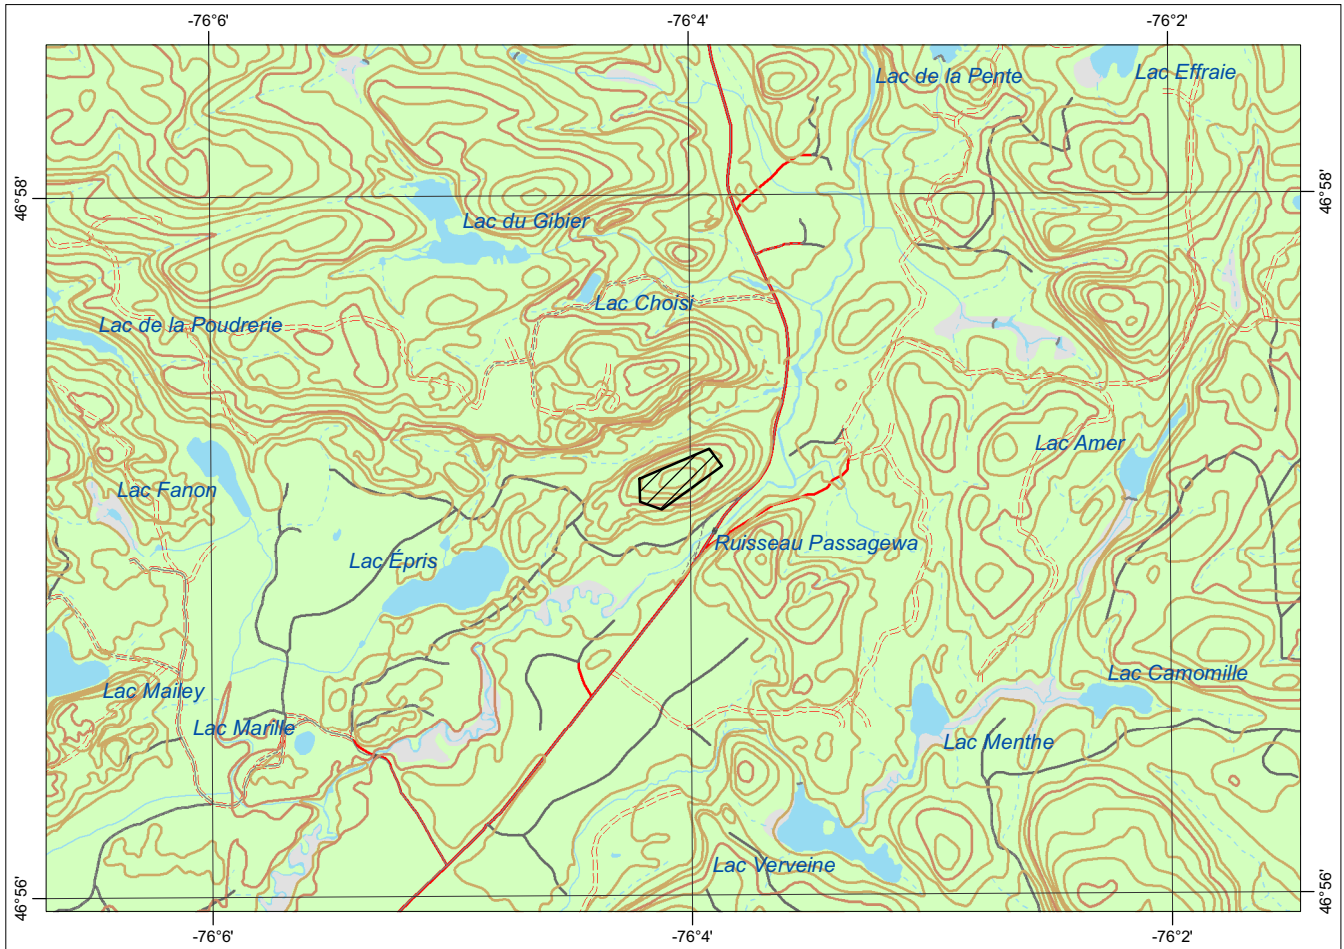 -76°6'
-76°4'
-76°2'
Lac de la Pente
Lac Effraie
46°58'
46°58'
Lac du Gibier
Lac Choisi
Lac de la Poudrerie
Lac Amer
Lac Fanon
Ruisseau Passagewa
Lac Épris
Lac Camomille
Lac Mailey
Lac Marille
Lac Menthe
Lac Verveine
46°56'
46°56'
-76°6'
-76°4'
-76°2'